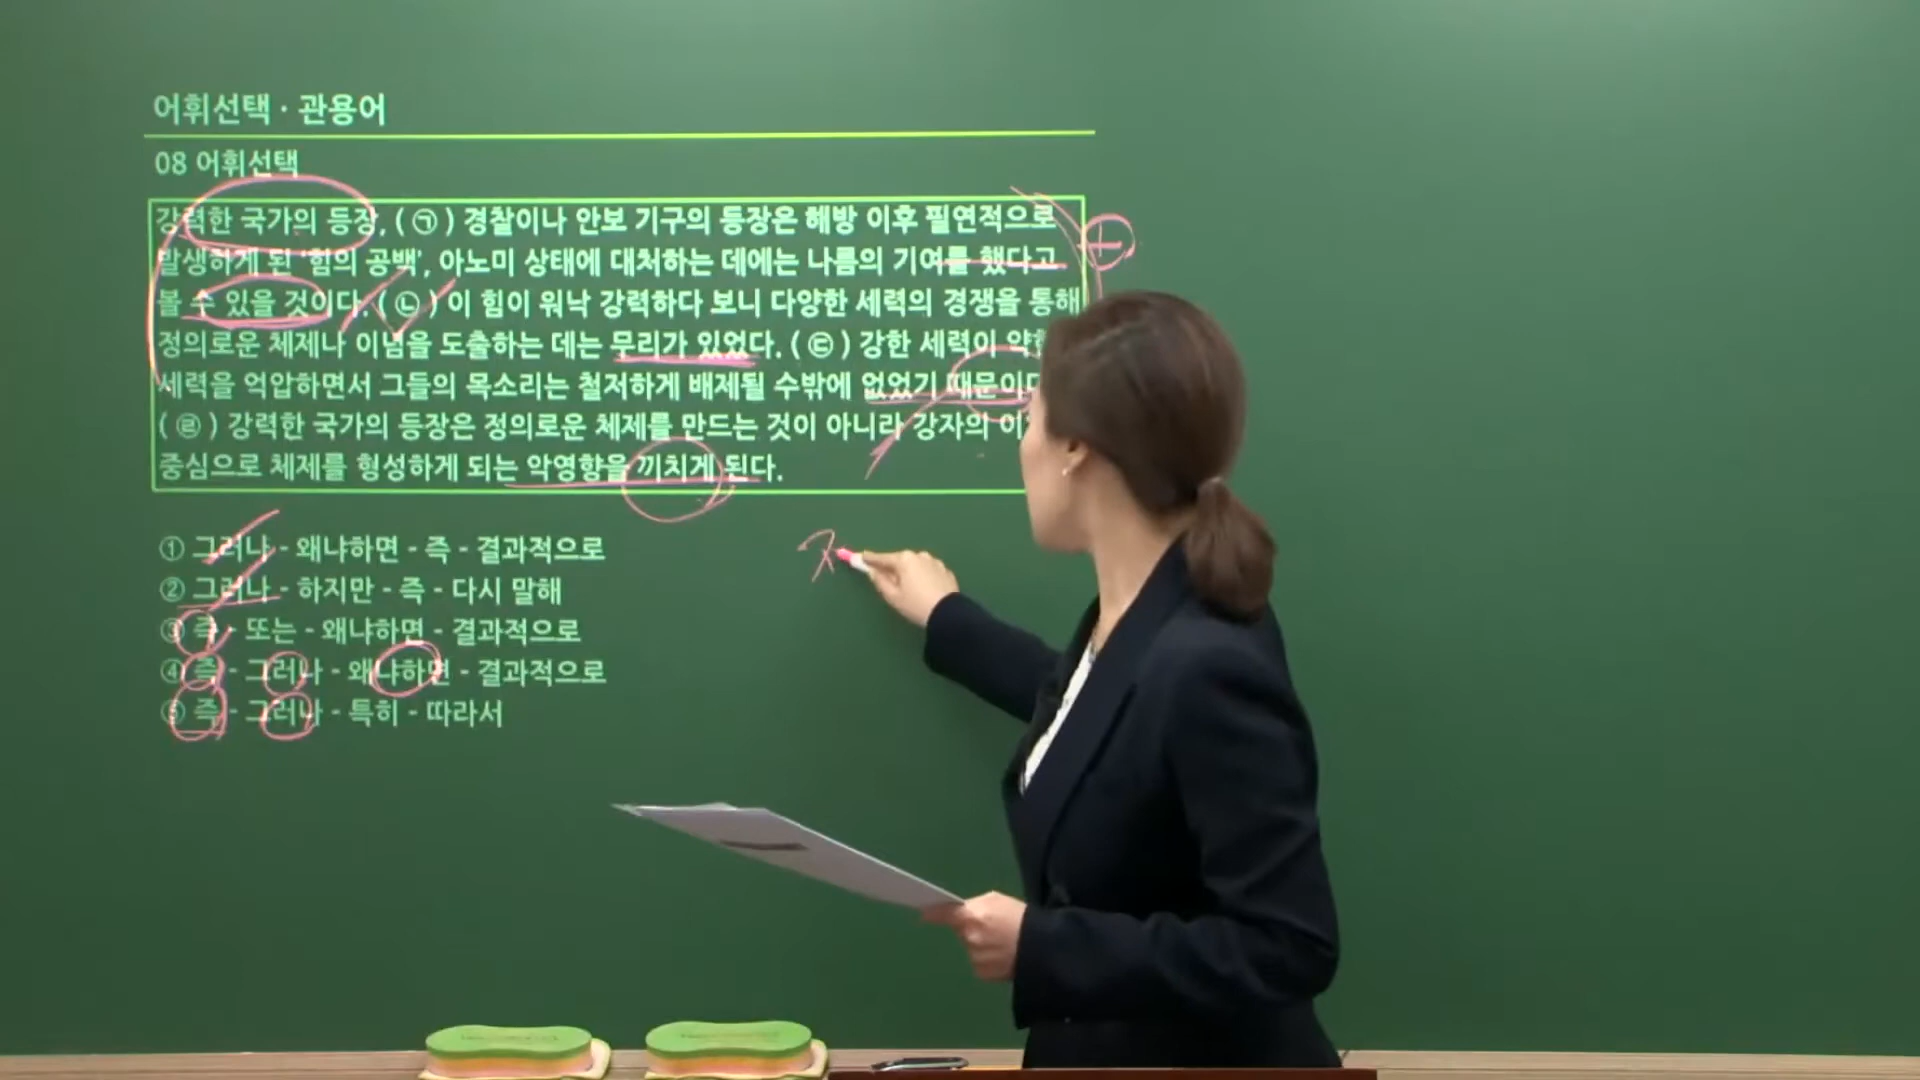 어휘선택 · 관용어
08 어휘선택
강력한 국가의 등장, ( ㉠ ) 경찰이나 안보 기구의 등장은 해방 이후 필연적으로
발생하게 된 '힘의 공백', 아노미 상태에 대처하는 데에는 나름의 기여를 했다고
볼 수 있을 것이다. ( ㉡ ) 이 힘이 워낙 강력하다 보니 다양한 세력의 경쟁을 통해
정의로운 체제나 이념을 도출하는 데는 무리가 있었다. ( ㉢ ) 강한 세력이
세력을 억압하면서 그들의 목소리는 철저하게 배제될 수밖에 없었기 때문이다
( ㉣ ) 강력한 국가의 등장은 정의로운 체제를 만드는 것이 아니라 강자의
중심으로 체제를 형성하게 되는 악영향을 끼치게 된다.
① 그러나 - 왜냐하면 - 즉 - 결과적으로
② 그러나 - 하지만 - 즉 - 다시 말해
③ 즉 - 또는 - 왜냐하면 - 결과적으로
④ 즉 - 그러나 - 왜냐하면 - 결과적으로
⑤ 즉 - 그러나 - 특히 - 따라서